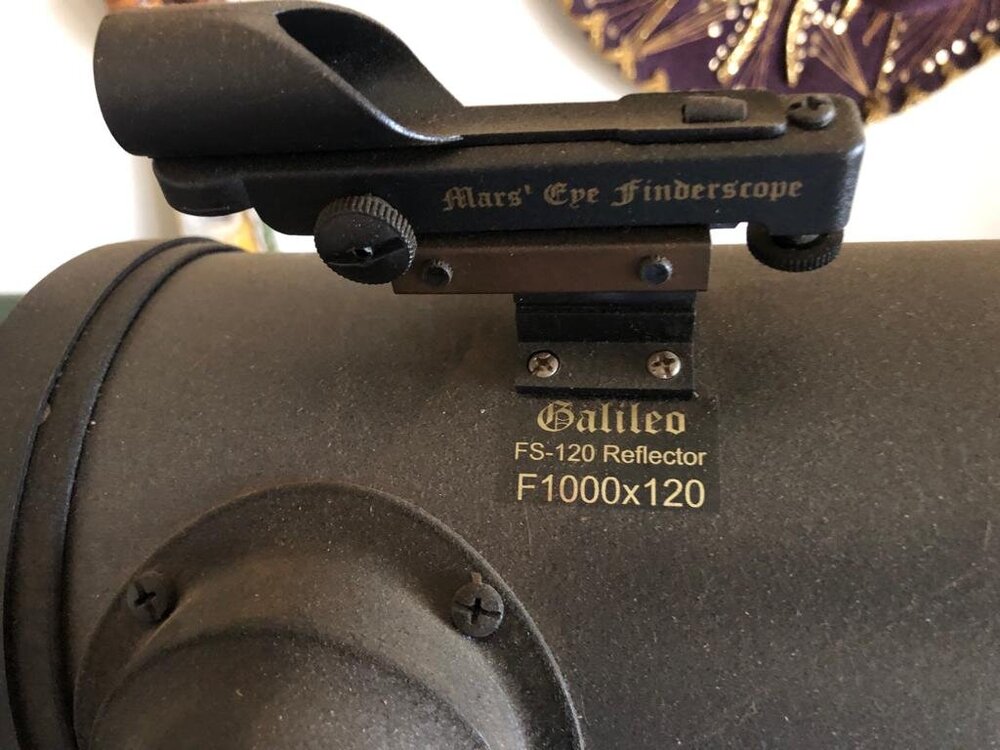 Mars' Eye Finderscope
Galileo
FS-120 Reflector
F1000x120